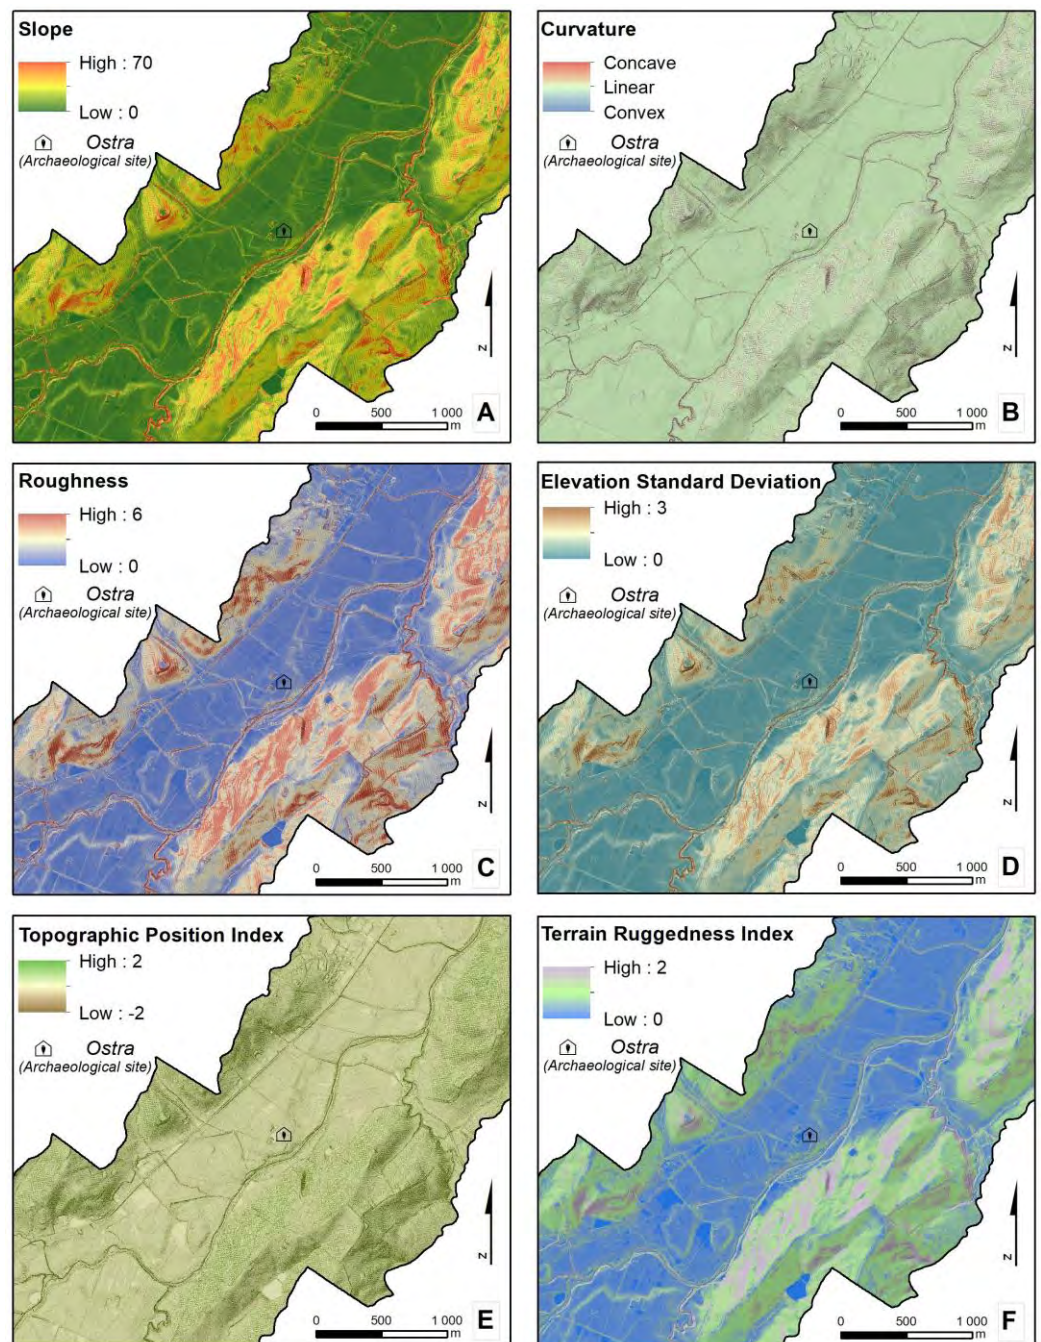 Slope
High : 70
Low : 0
Ostra
(Archaeological site)
N
0 500 1 000
m
A
Curvature
Concave
Linear
Convex
Ostra
(Archaeological site)
N
0 500 1 000
m
B
Roughness
High : 6
Low : 0
Ostra
(Archaeological site)
N
0 500 1 000
m
C
Elevation Standard Deviation
High : 3
Low : 0
Ostra
(Archaeological site)
N
0 500 1 000
m
D
Topographic Position Index
High : 2
Low : -2
Ostra
(Archaeological site)
N
0 500 1 000
m
E
Terrain Ruggedness Index
High : 2
Low : 0
Ostra
(Archaeological site)
N
0 500 1 000
m
F